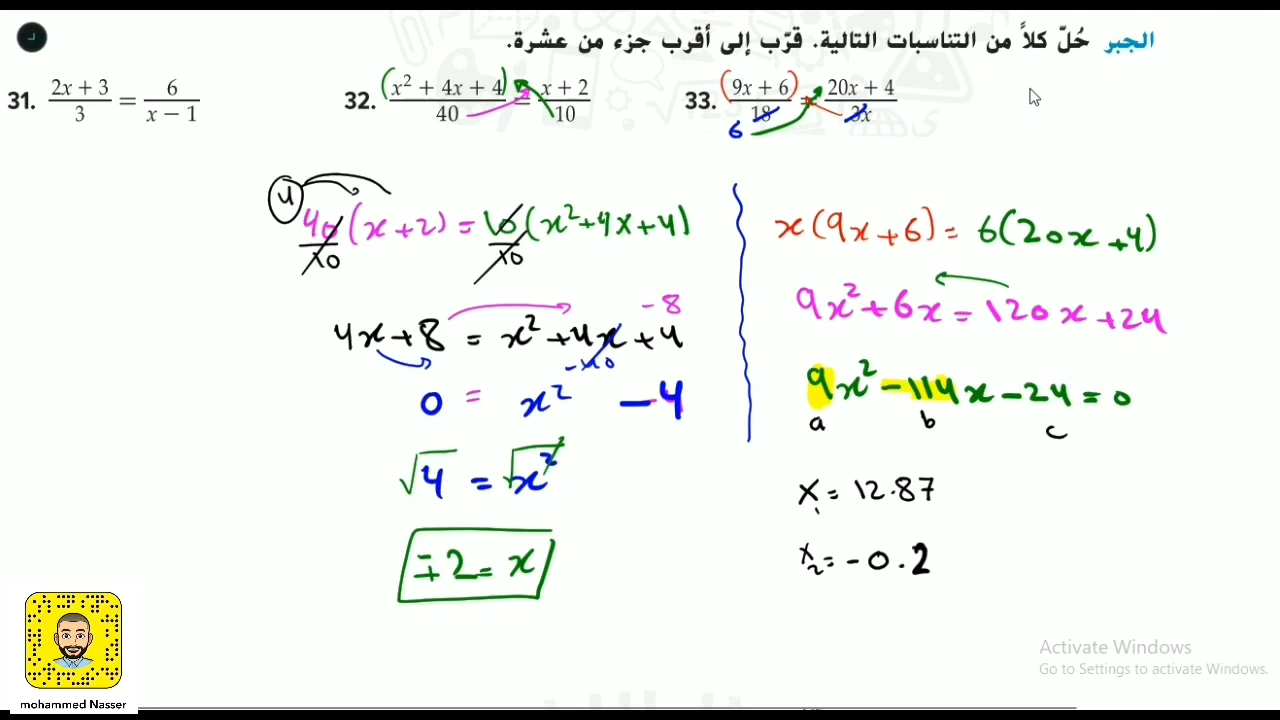 الجبر حُلّ كلاً من التناسبات التالية. قرّب إلى أقرب جزء من عشرة.
31. (2x + 3)/3 = 6/(x − 1)
32. (x² + 4x + 4)/40 = (x + 2)/10
33. (9x + 6)/18 = (20x + 4)/3x
6
4
40(x+2) = 10(x²+4x+4)
10 10
x(9x+6) = 6(20x+4)
-8
4x+8 = x²+4x+4
-4x
9x²+6x=120x+24
0 = x² -4
9x²-114x-24=0
a b c
√4 = √x²
x₁ = 12.87
∓2=x
x₂=-0.2
mohammed Nasser
Activate Windows
Go to Settings to activate Windows.